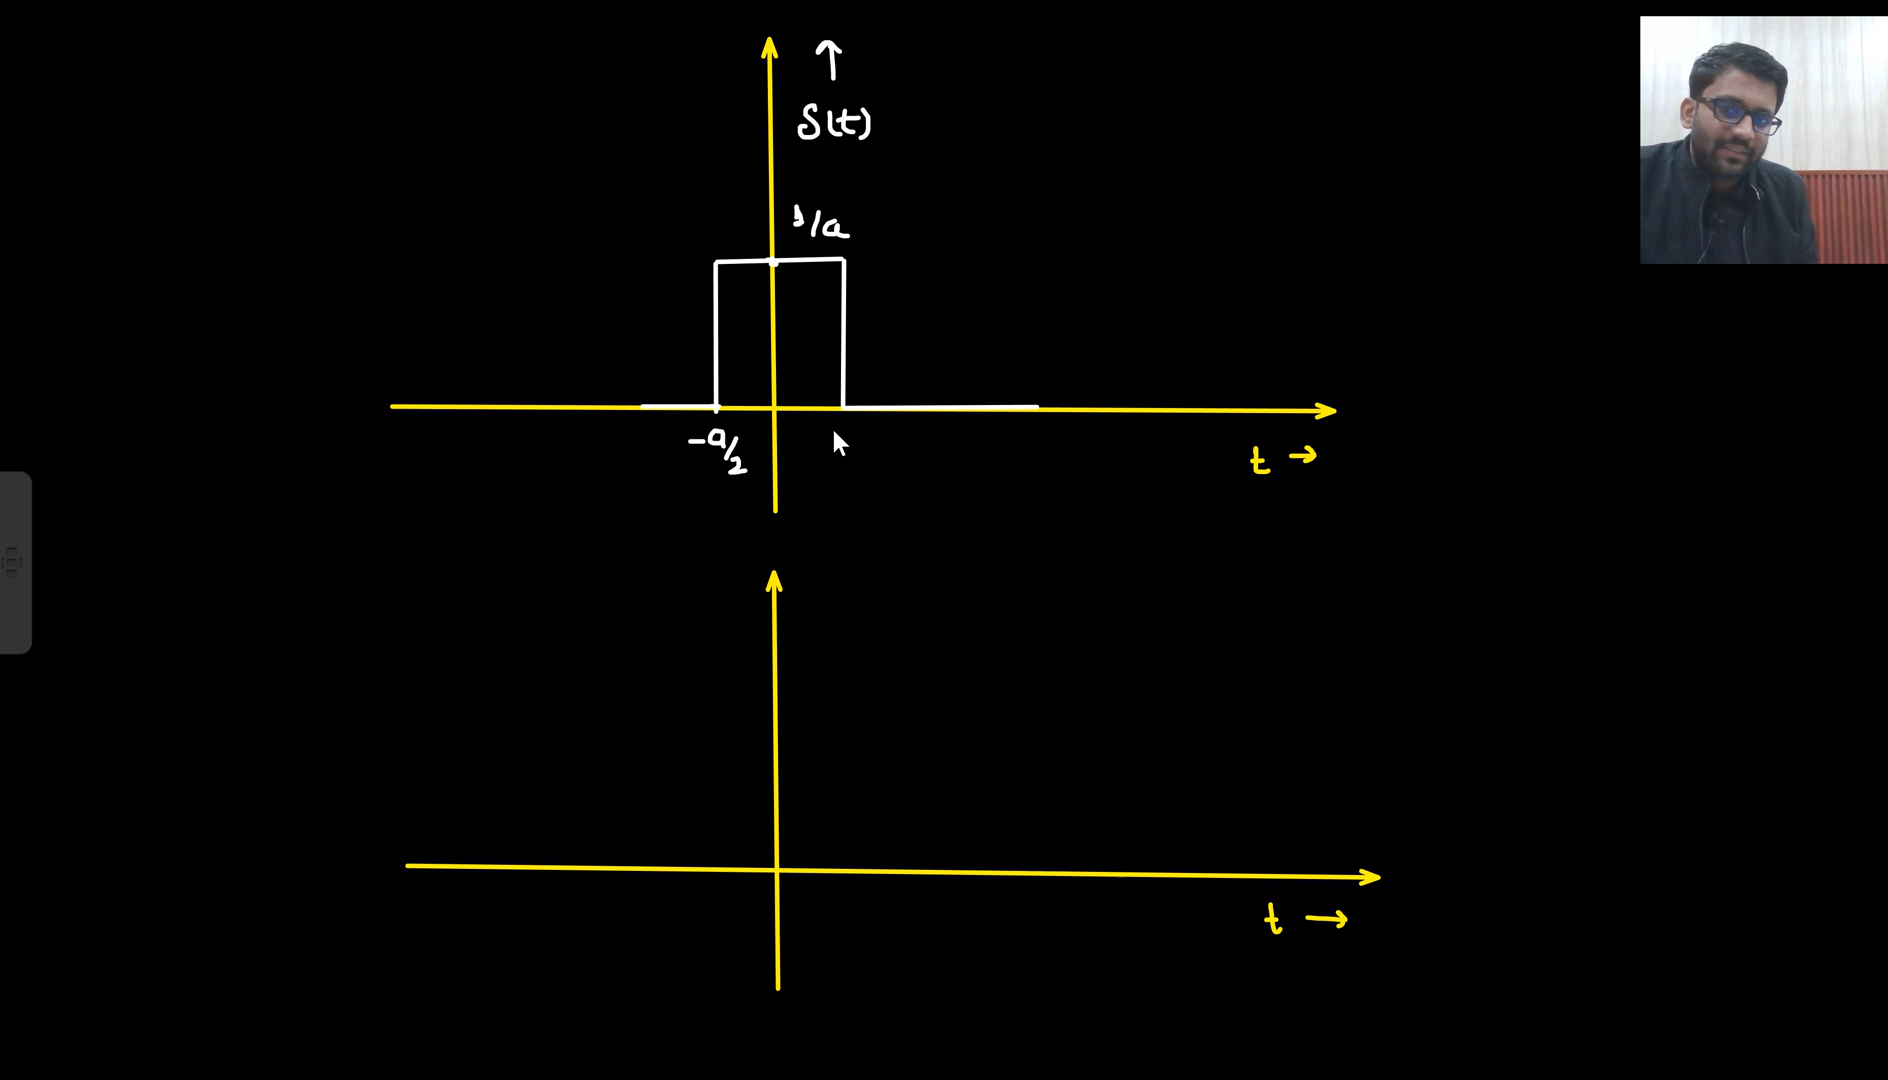 ↑
δ(t)
1/a
-a/2
t →
t →